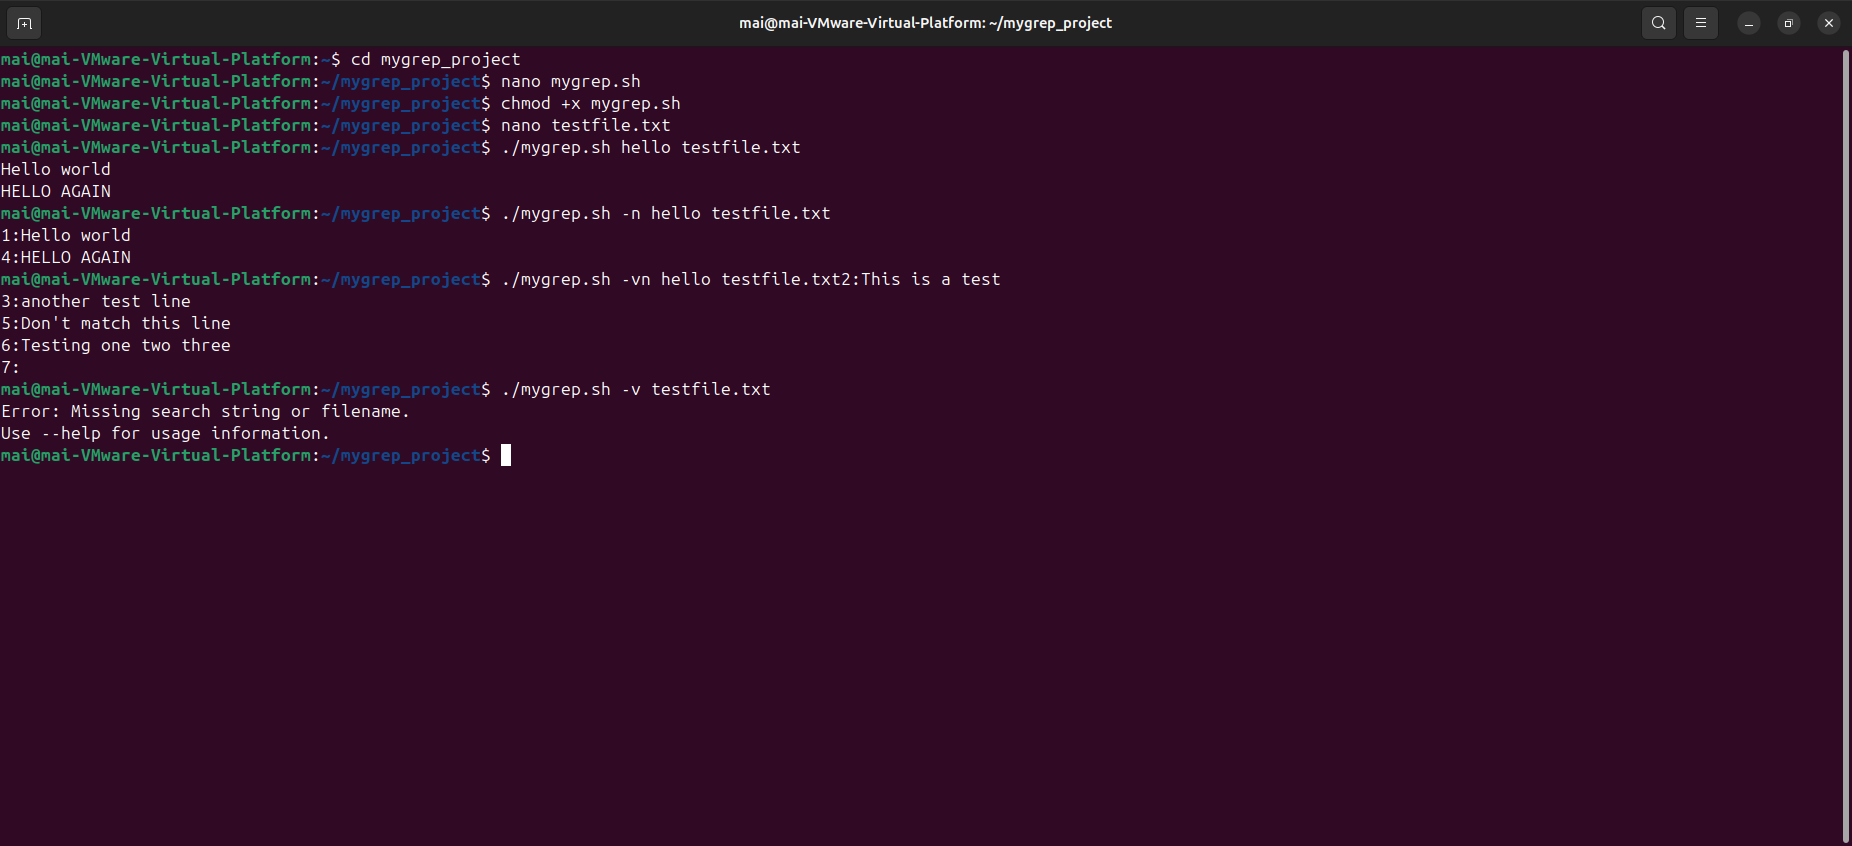 mai@mai-VMware-Virtual-Platform: ~/mygrep_project
mai@mai-VMware-Virtual-Platform:~$ cd mygrep_project
mai@mai-VMware-Virtual-Platform:~/mygrep_project$ nano mygrep.sh
mai@mai-VMware-Virtual-Platform:~/mygrep_project$ chmod +x mygrep.sh
mai@mai-VMware-Virtual-Platform:~/mygrep_project$ nano testfile.txt
mai@mai-VMware-Virtual-Platform:~/mygrep_project$ ./mygrep.sh hello testfile.txt
Hello world
HELLO AGAIN
mai@mai-VMware-Virtual-Platform:~/mygrep_project$ ./mygrep.sh -n hello testfile.txt
1:Hello world
4:HELLO AGAIN
mai@mai-VMware-Virtual-Platform:~/mygrep_project$ ./mygrep.sh -vn hello testfile.txt2:This is a test
3:another test line
5:Don't match this line
6:Testing one two three
7:
mai@mai-VMware-Virtual-Platform:~/mygrep_project$ ./mygrep.sh -v testfile.txt
Error: Missing search string or filename.
Use --help for usage information.
mai@mai-VMware-Virtual-Platform:~/mygrep_project$